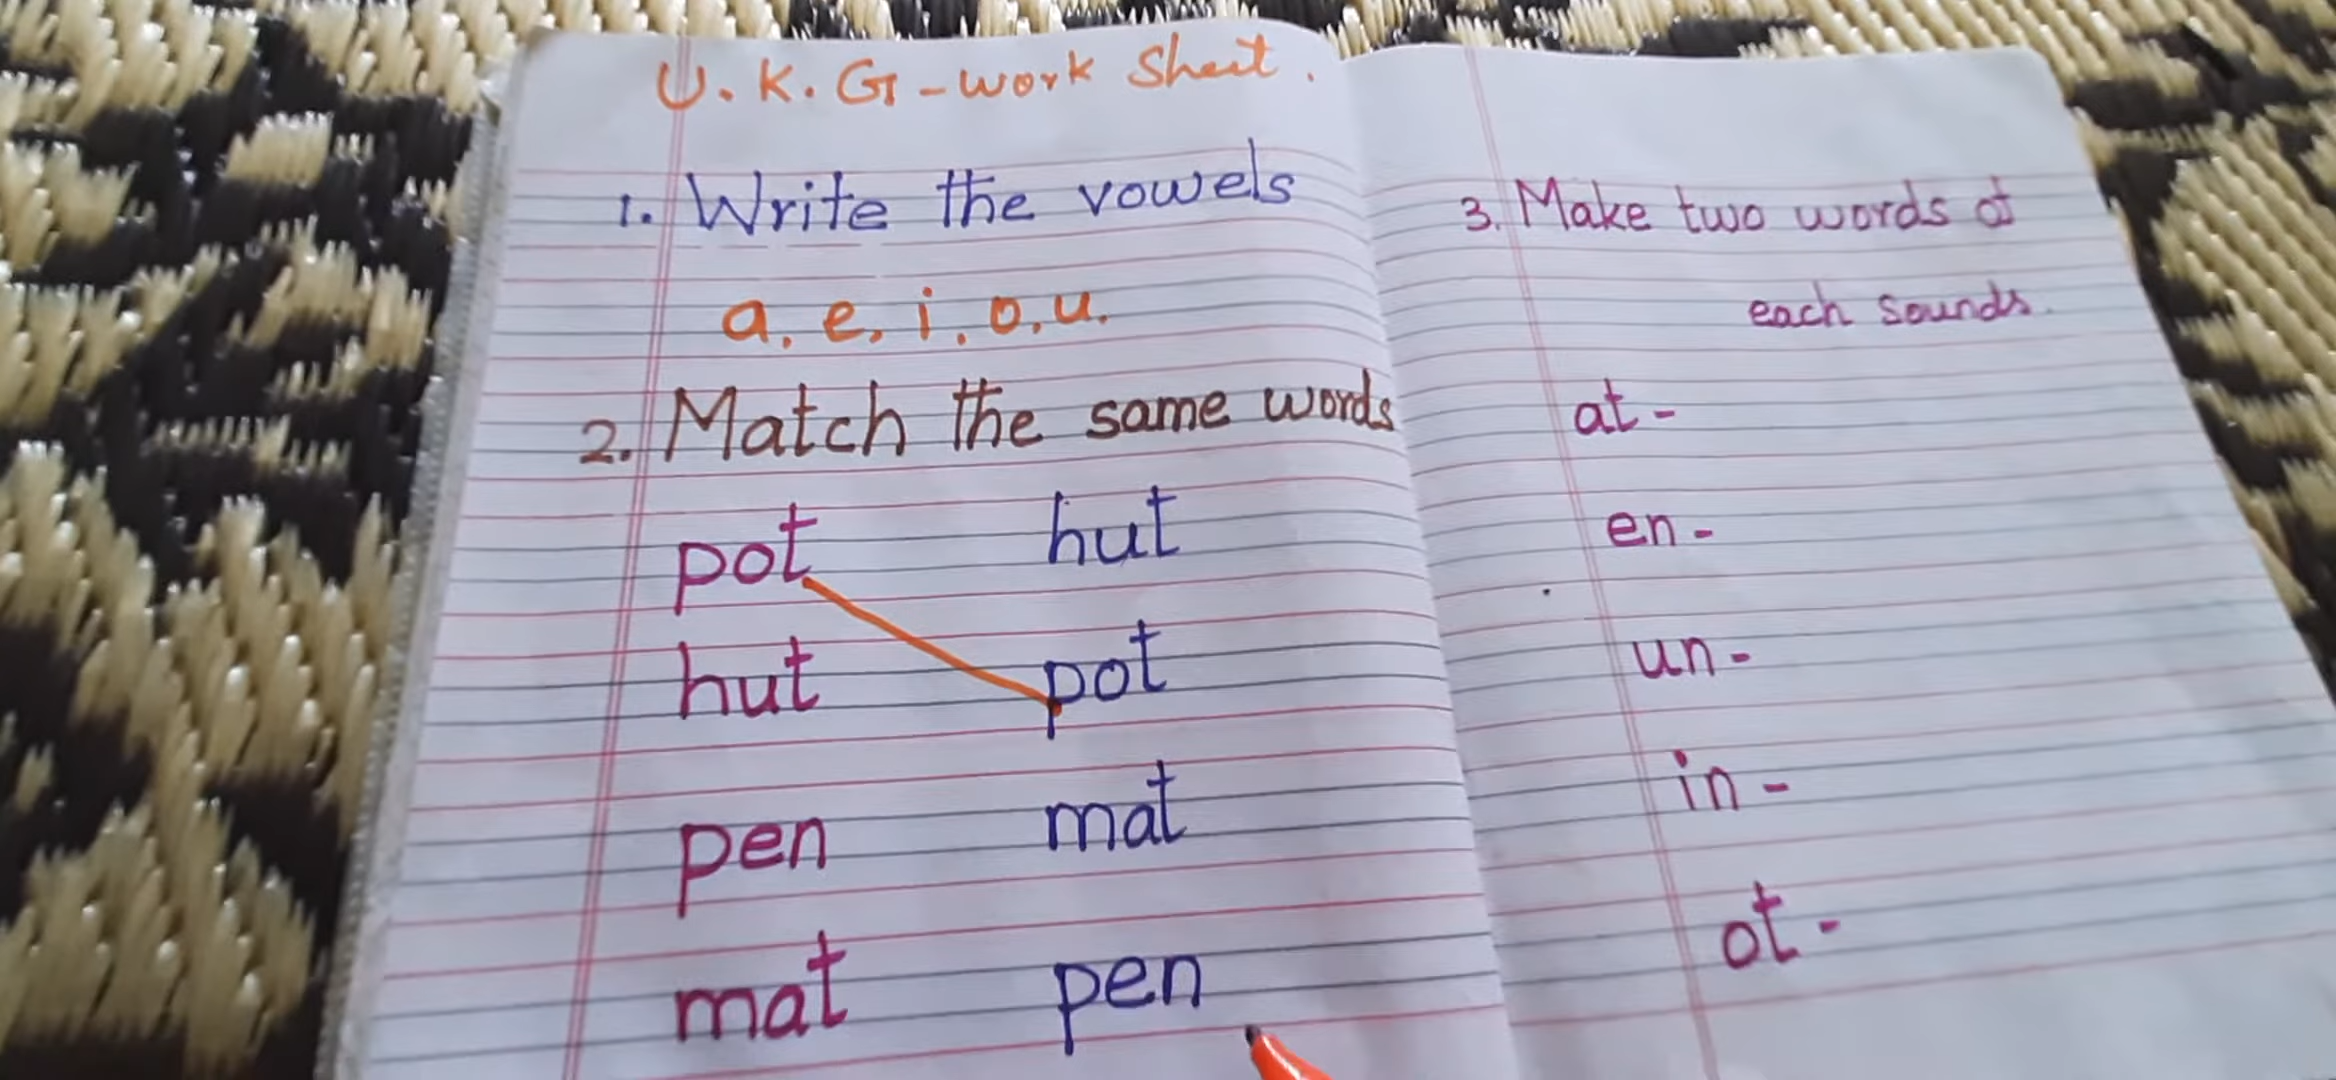 U.K.G - work Sheet.
1. Write the vowels
a. e. i. o. u.
2. Match the same words
pot hut
hut pot
pen mat
mat pen
3. Make two words of
each sounds.
at -
en -
un -
in -
ot -